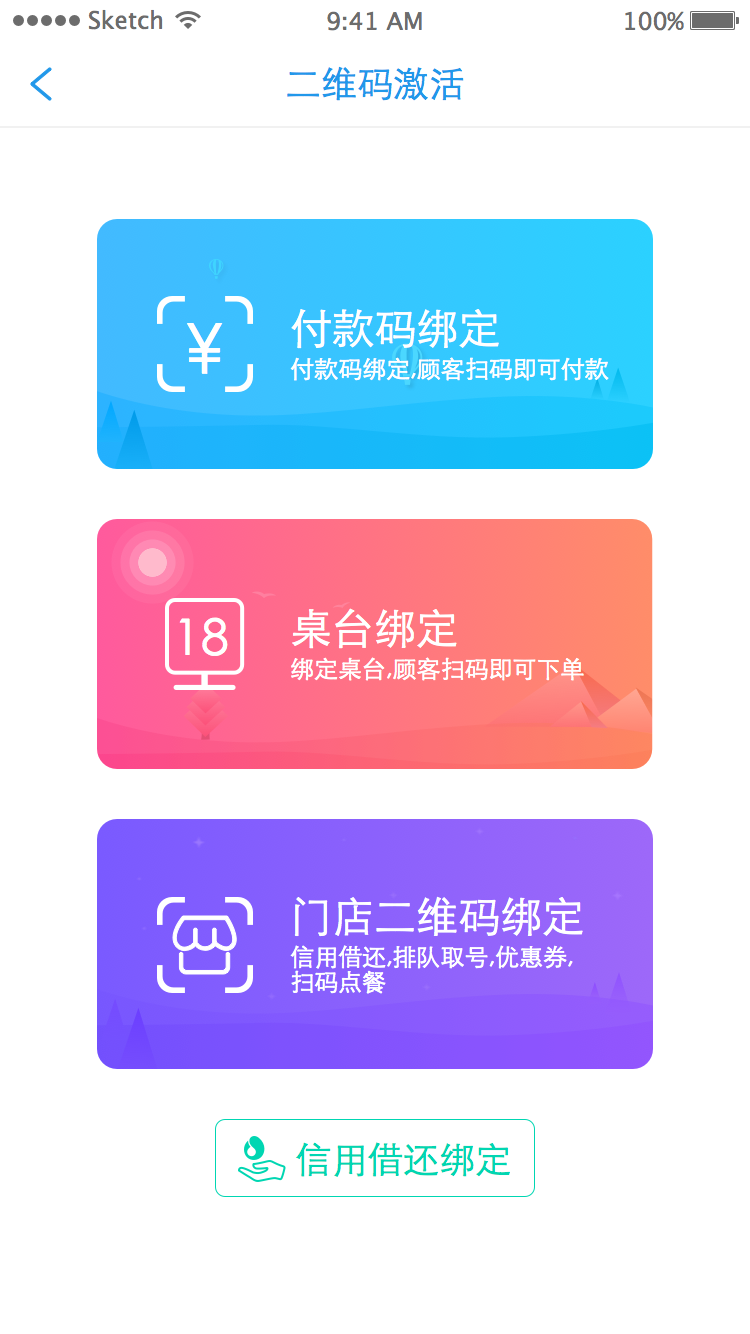 Sketch 9:41 AM 100%
二维码激活
¥
付款码绑定
付款码绑定,顾客扫码即可付款
18
桌台绑定
绑定桌台,顾客扫码即可下单
门店二维码绑定
信用借还,排队取号,优惠券,
扫码点餐
信用借还绑定